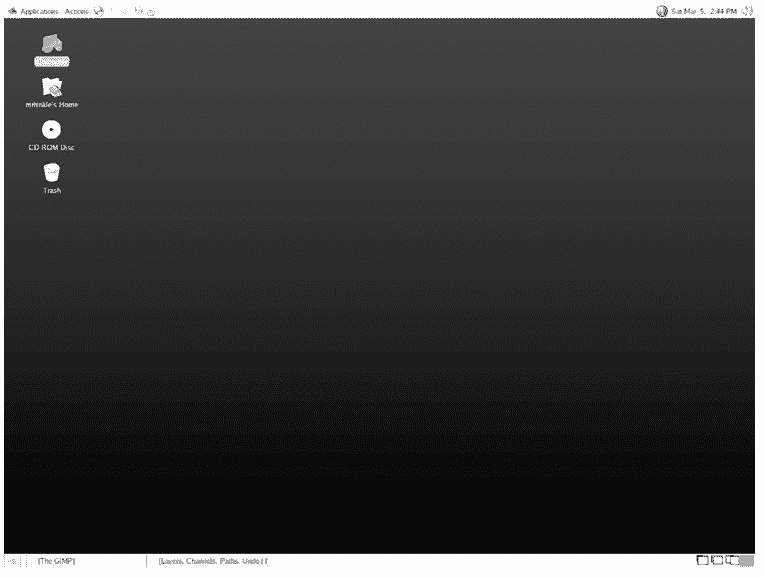 Applications Actions
Sat Mar 5, 2:44 PM
mrhinkle's Home
CD-ROM Disc
Trash
[The GIMP]
[Layers, Channels, Paths, Undo | ]